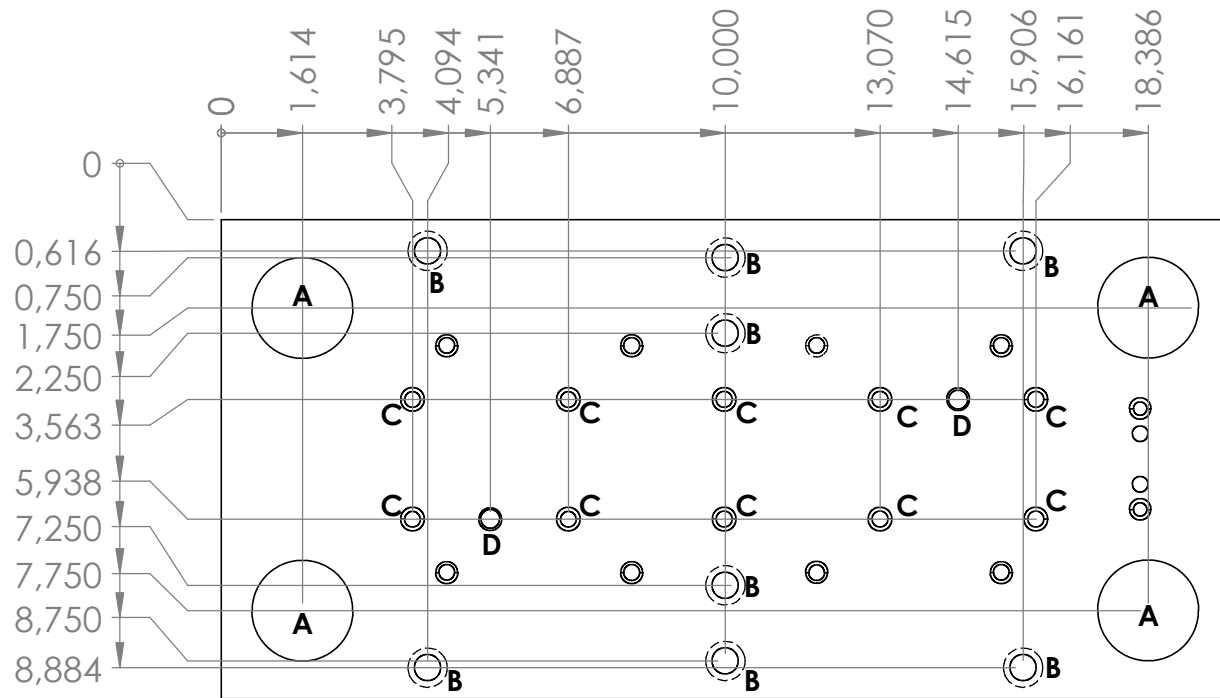 0
1,614
3,795
4,094
5,341
6,887
10,000
13,070
14,615
15,906
16,161
18,386
0
0,616
0,750
1,750
2,250
3,563
5,938
7,250
7,750
8,750
8,884
B B B
A A
B
C C C C D C
C D C C C C
B
A A
B B B